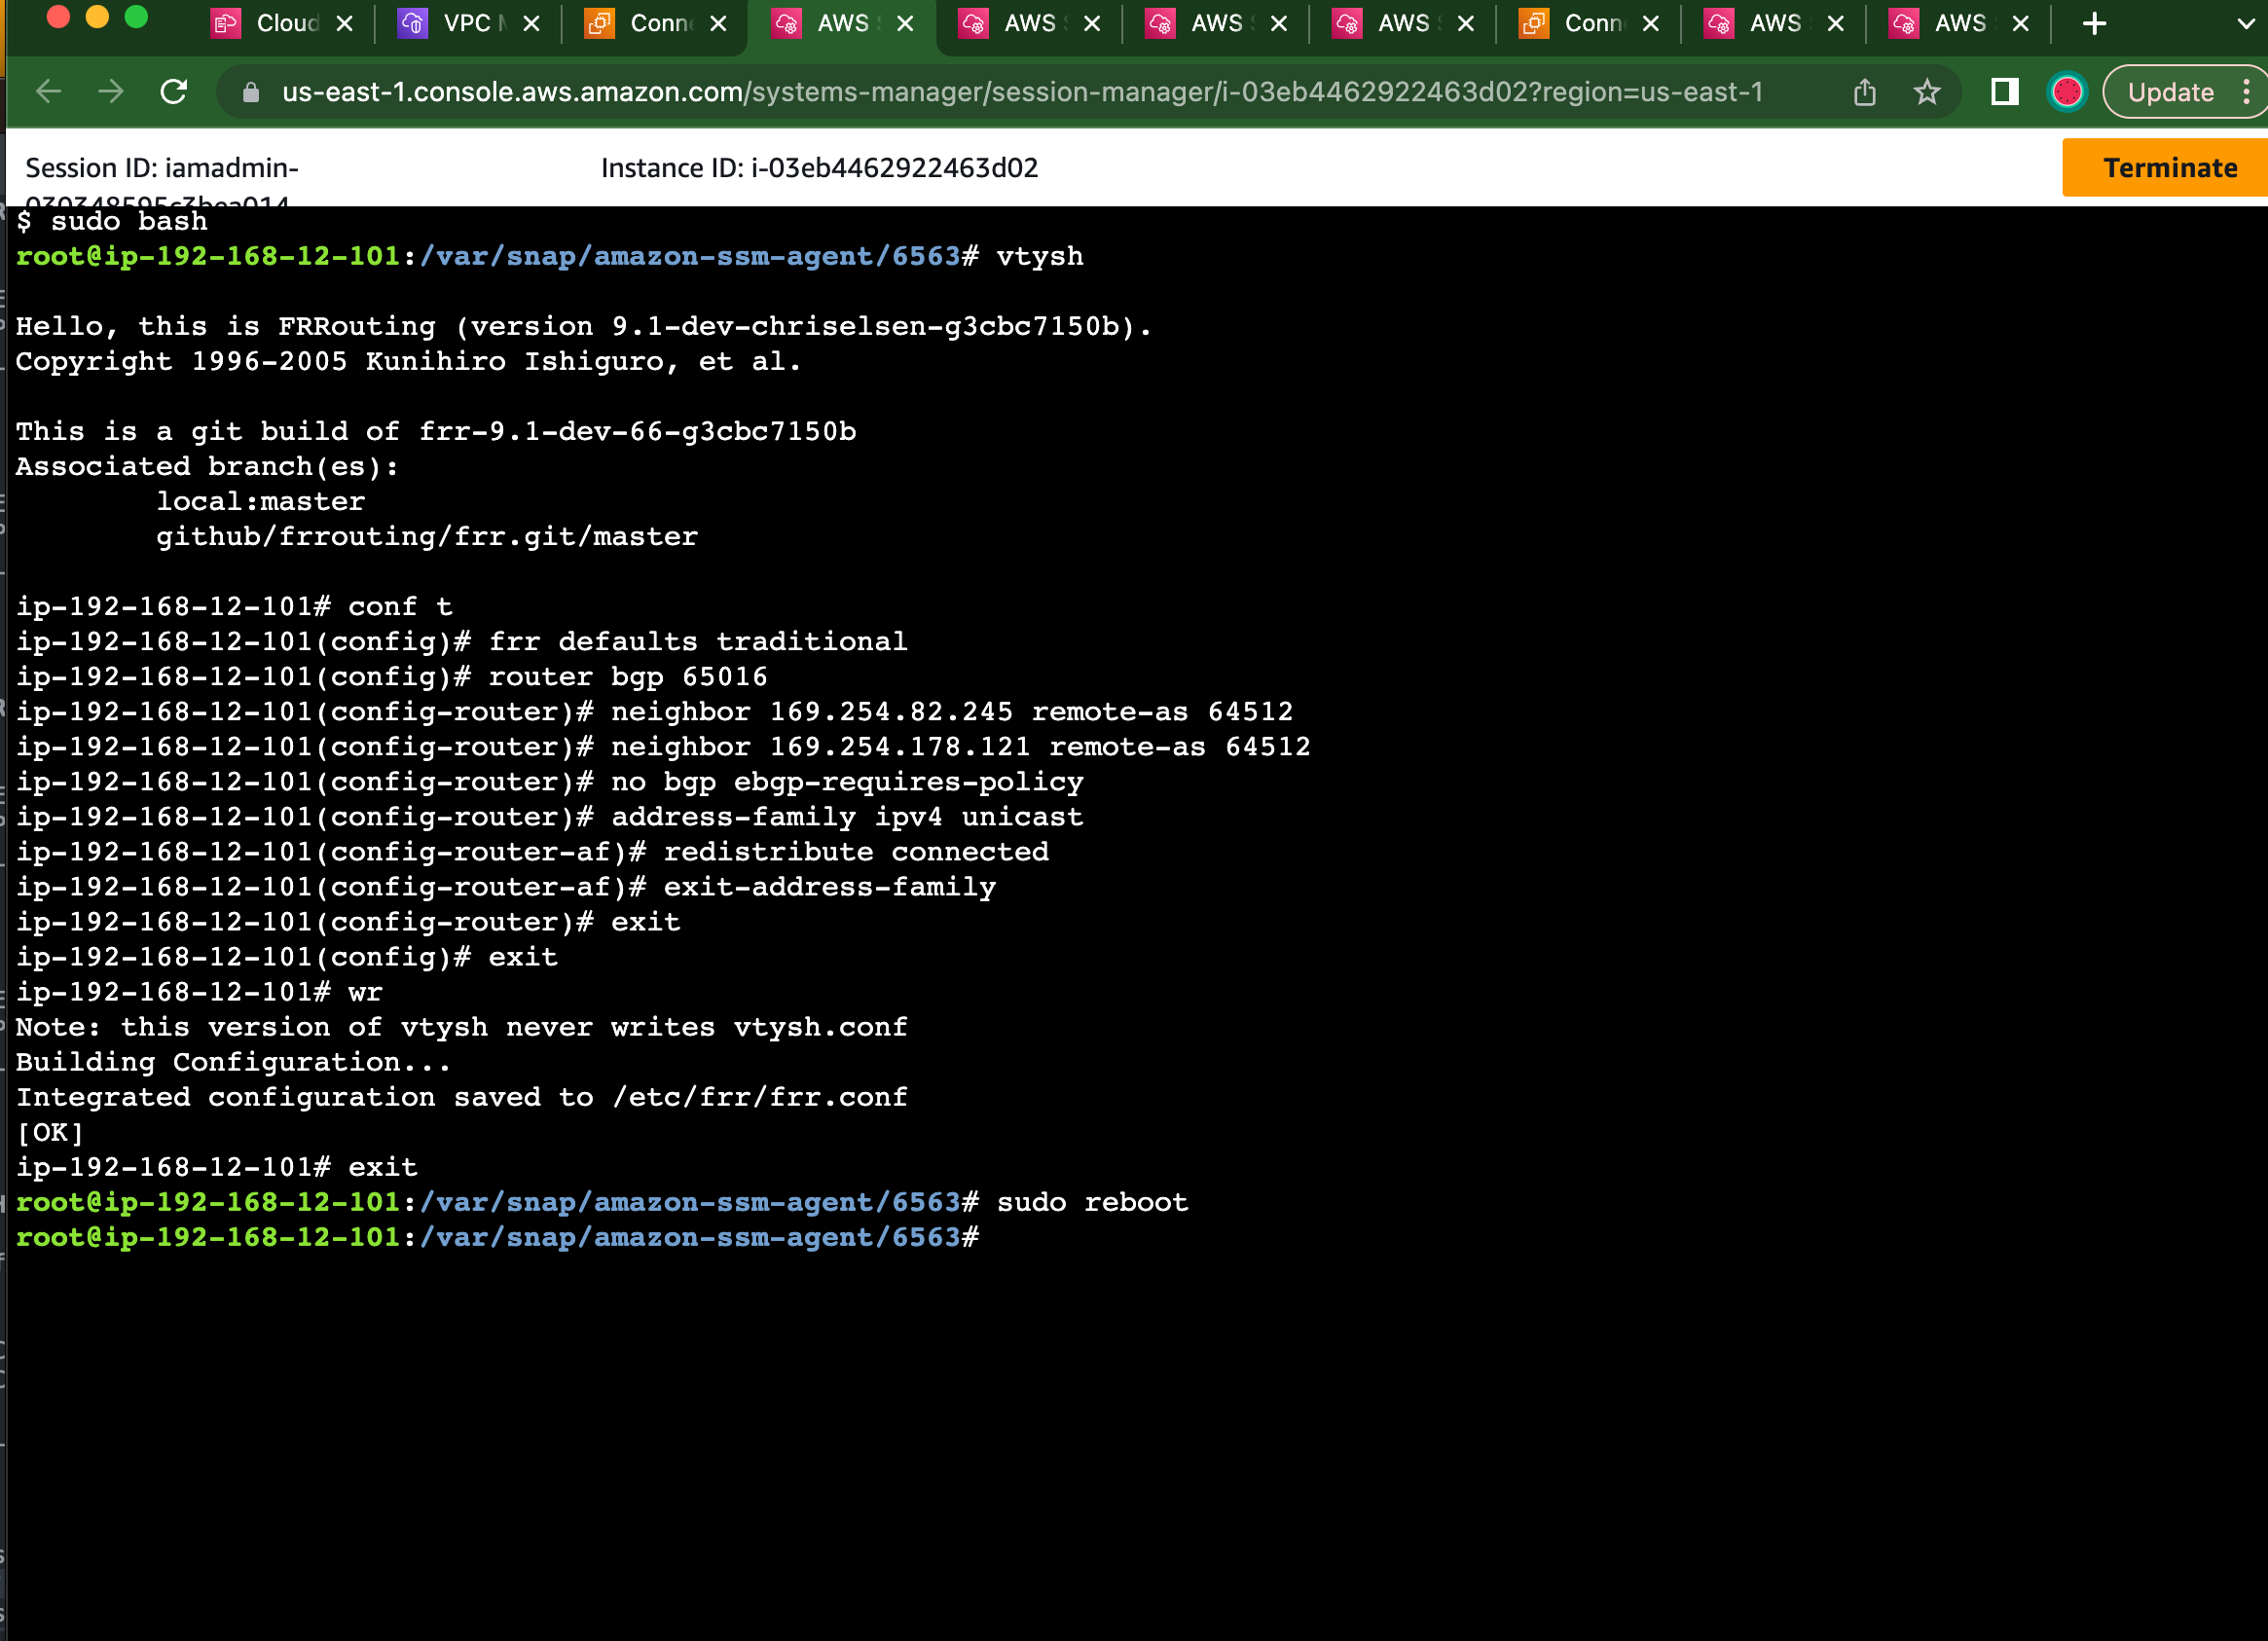 Cloud
VPC
Conn
AWS
AWS
AWS
AWS
Conn
AWS
AWS
us-east-1.console.aws.amazon.com/systems-manager/session-manager/i-03eb4462922463d02?region=us-east-1
Update
Session ID: iamadmin-
030348595c3bea014
Instance ID: i-03eb4462922463d02
Terminate
$ sudo bash
root@ip-192-168-12-101:/var/snap/amazon-ssm-agent/6563# vtysh
Hello, this is FRRouting (version 9.1-dev-chriselsen-g3cbc7150b).
Copyright 1996-2005 Kunihiro Ishiguro, et al.
This is a git build of frr-9.1-dev-66-g3cbc7150b
Associated branch(es):
local:master
github/frrouting/frr.git/master
ip-192-168-12-101# conf t
ip-192-168-12-101(config)# frr defaults traditional
ip-192-168-12-101(config)# router bgp 65016
ip-192-168-12-101(config-router)# neighbor 169.254.82.245 remote-as 64512
ip-192-168-12-101(config-router)# neighbor 169.254.178.121 remote-as 64512
ip-192-168-12-101(config-router)# no bgp ebgp-requires-policy
ip-192-168-12-101(config-router)# address-family ipv4 unicast
ip-192-168-12-101(config-router-af)# redistribute connected
ip-192-168-12-101(config-router-af)# exit-address-family
ip-192-168-12-101(config-router)# exit
ip-192-168-12-101(config)# exit
ip-192-168-12-101# wr
Note: this version of vtysh never writes vtysh.conf
Building Configuration...
Integrated configuration saved to /etc/frr/frr.conf
[OK]
ip-192-168-12-101# exit
root@ip-192-168-12-101:/var/snap/amazon-ssm-agent/6563# sudo reboot
root@ip-192-168-12-101:/var/snap/amazon-ssm-agent/6563#